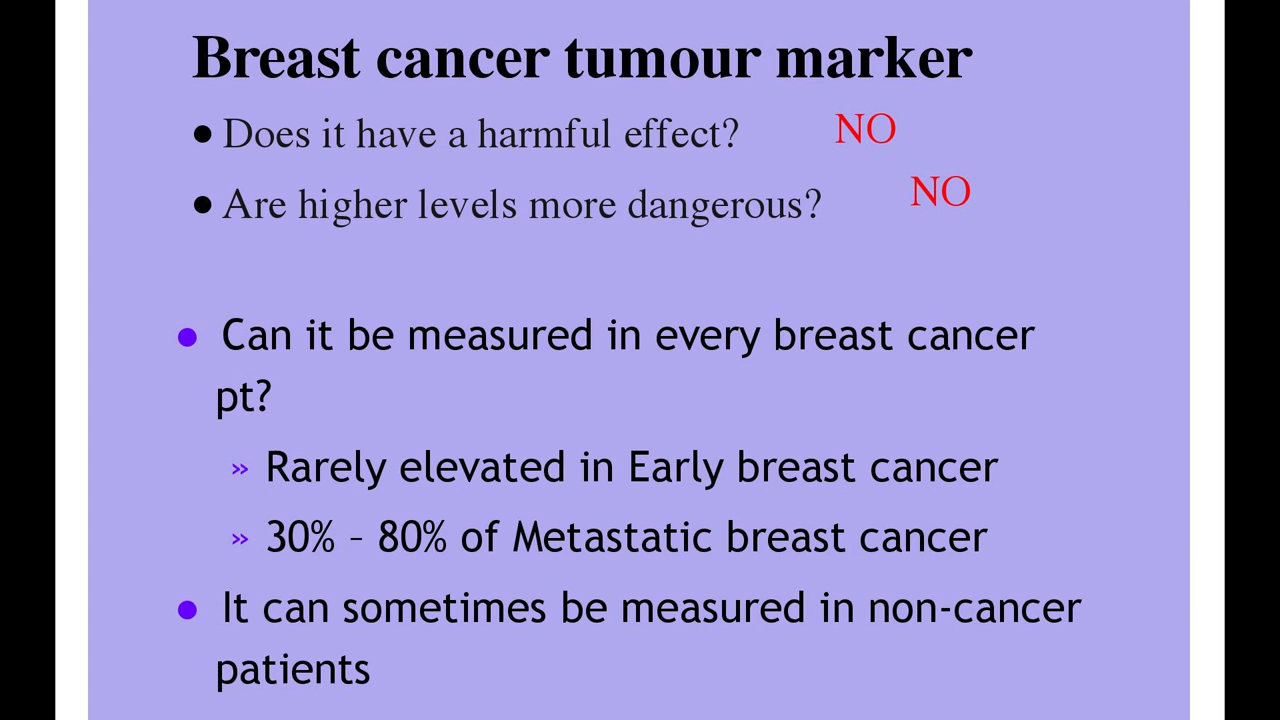 Breast cancer tumour marker
● Does it have a harmful effect? NO
● Are higher levels more dangerous? NO
● Can it be measured in every breast cancer
pt?
» Rarely elevated in Early breast cancer
» 30% – 80% of Metastatic breast cancer
● It can sometimes be measured in non-cancer
patients